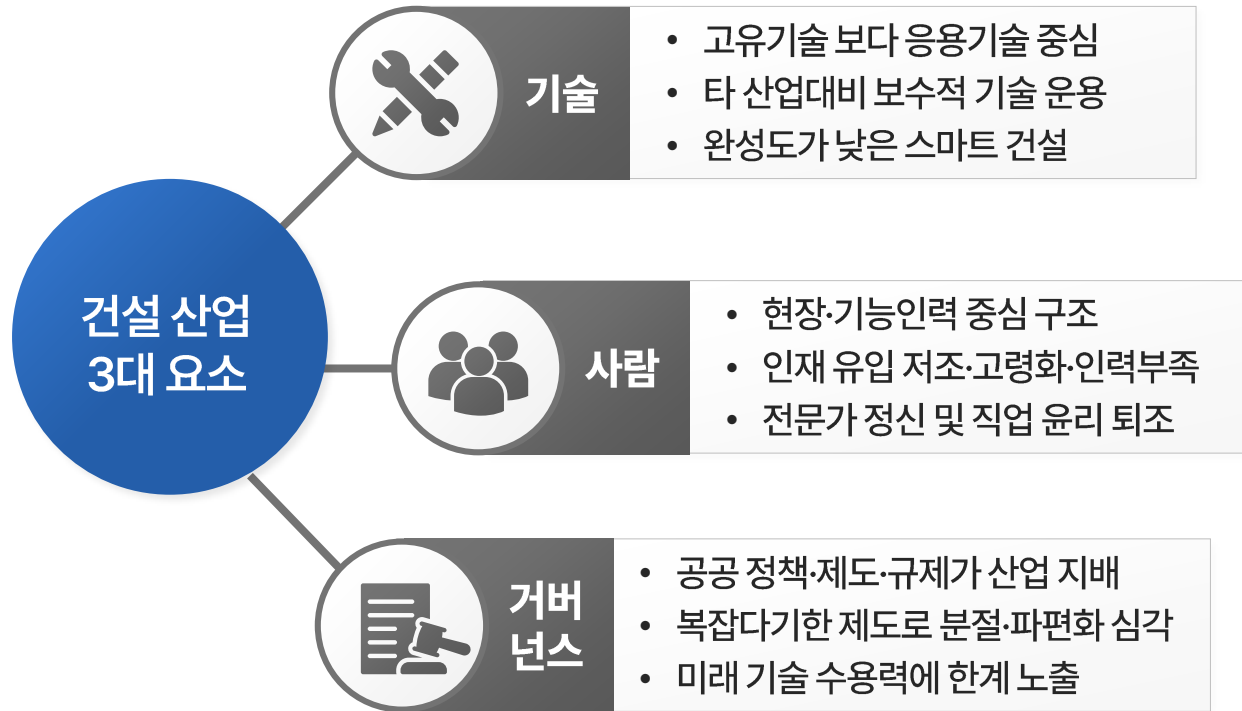 건설 산업
3대 요소
기술
• 고유기술 보다 응용기술 중심
• 타 산업대비 보수적 기술 운용
• 완성도가 낮은 스마트 건설
사람
• 현장·기능인력 중심 구조
• 인재 유입 저조·고령화·인력부족
• 전문가 정신 및 직업 윤리 퇴조
거버
넌스
• 공공 정책·제도·규제가 산업 지배
• 복잡다기한 제도로 분절·파편화 심각
• 미래 기술 수용력에 한계 노출